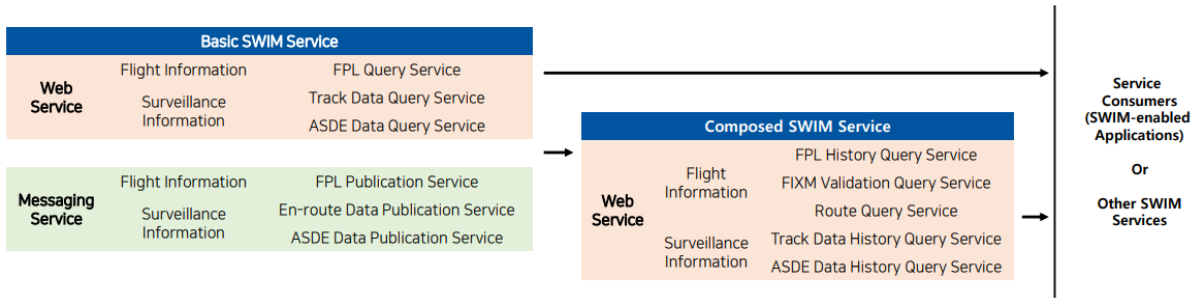 Basic SWIM Service
Web
Service
Flight Information
FPL Query Service
Surveillance
Information
Track Data Query Service
ASDE Data Query Service
Messaging
Service
Flight Information
FPL Publication Service
Surveillance
Information
En-route Data Publication Service
ASDE Data Publication Service
Composed SWIM Service
Web
Service
Flight
Information
FPL History Query Service
FIXM Validation Query Service
Route Query Service
Surveillance
Information
Track Data History Query Service
ASDE Data History Query Service
Service
Consumers
(SWIM-enabled
Applications)
Or
Other SWIM
Services